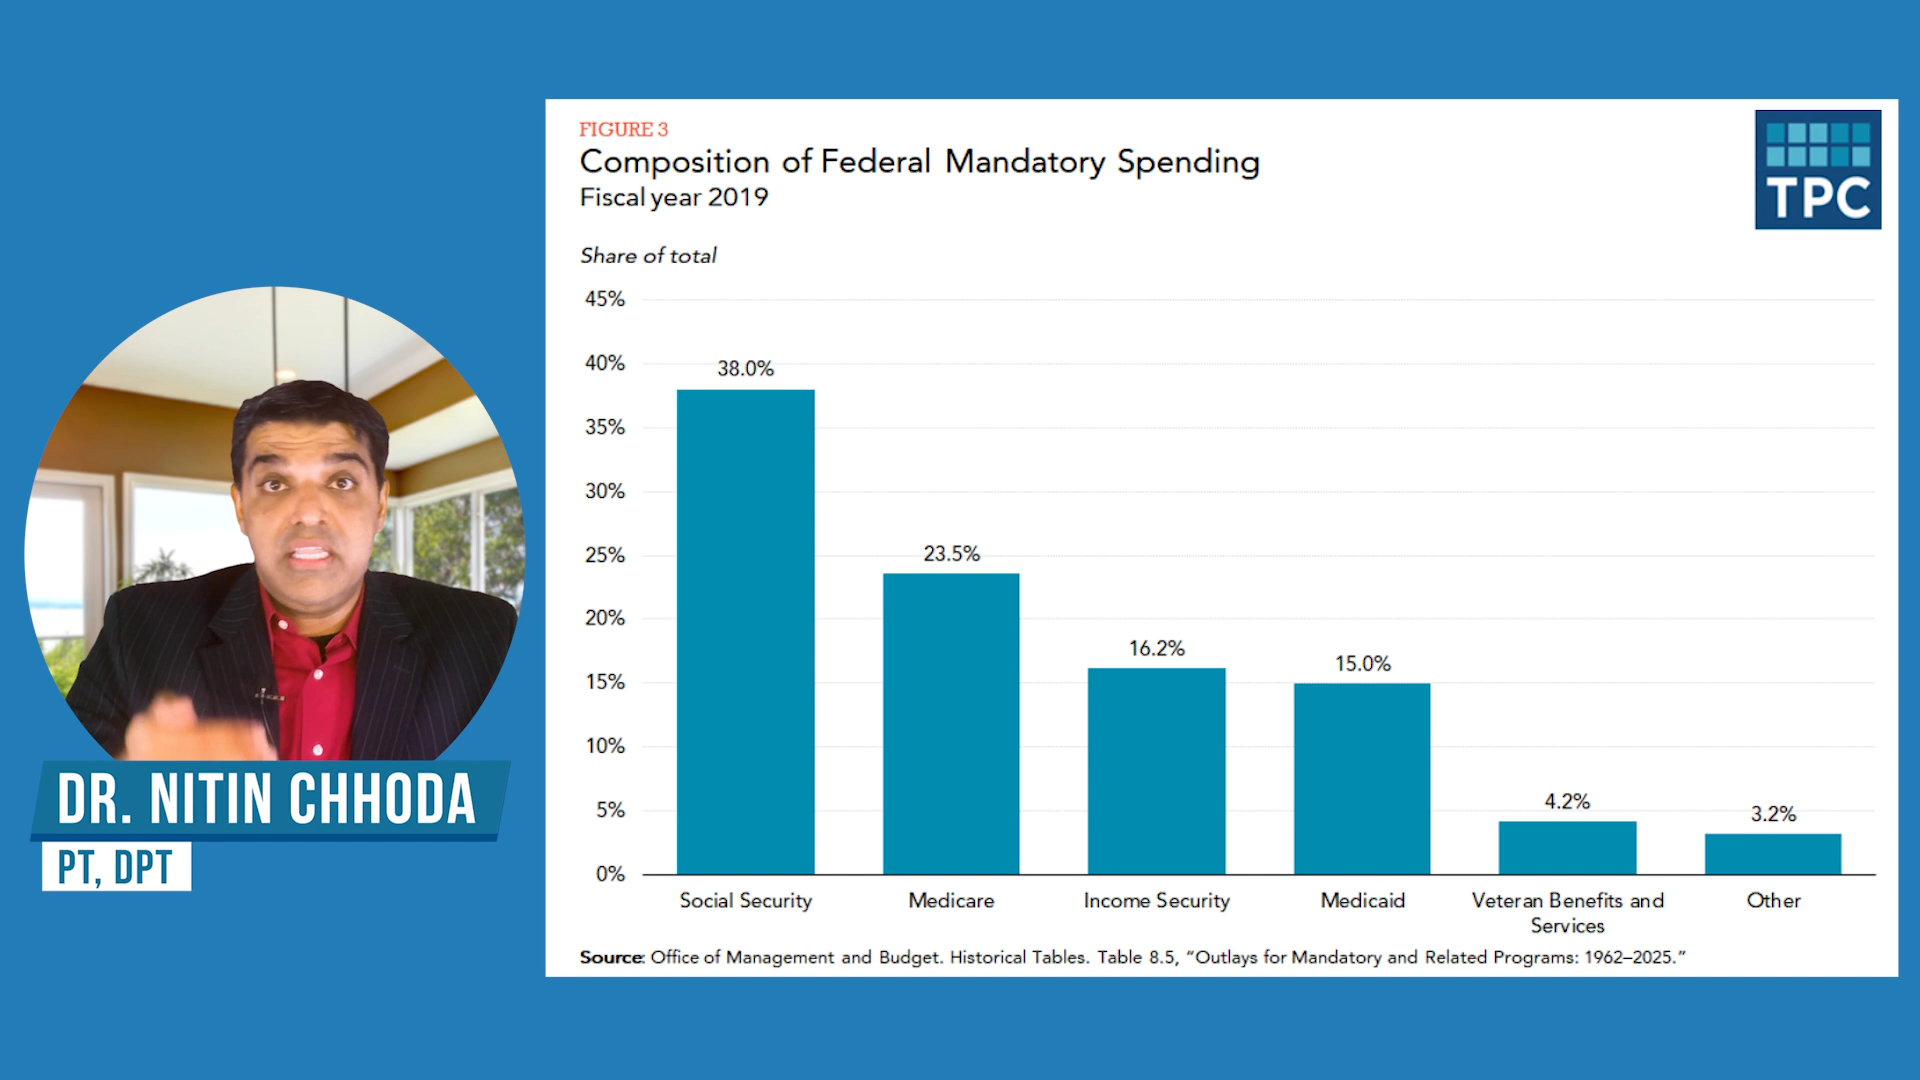 FIGURE 3
Composition of Federal Mandatory Spending
Fiscal year 2019
TPC
Share of total
45%
40%
35%
30%
25%
20%
15%
10%
5%
0%
38.0%
23.5%
16.2%
15.0%
4.2%
3.2%
Social Security
Medicare
Income Security
Medicaid
Veteran Benefits and
Services
Other
Source: Office of Management and Budget. Historical Tables. Table 8.5, “Outlays for Mandatory and Related Programs: 1962–2025.”
DR. NITIN CHHODA
PT, DPT